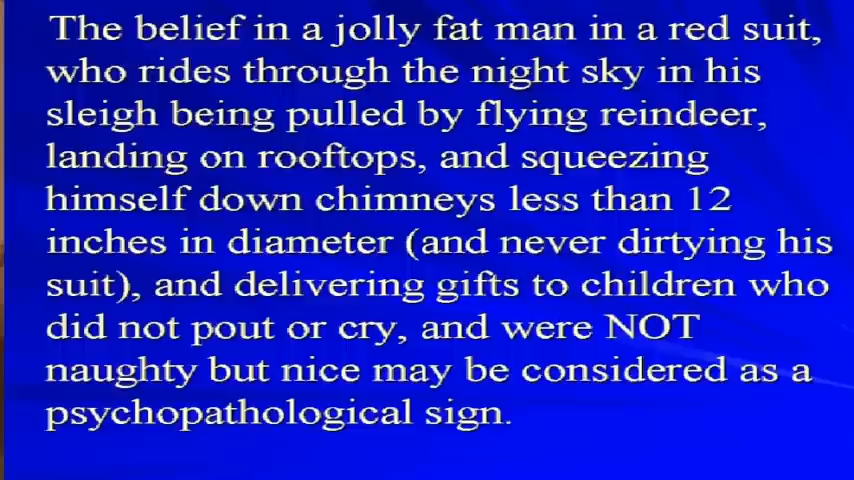 The belief in a jolly fat man in a red suit,
who rides through the night sky in his
sleigh being pulled by flying reindeer,
landing on rooftops, and squeezing
himself down chimneys less than 12
inches in diameter (and never dirtying his
suit), and delivering gifts to children who
did not pout or cry, and were NOT
naughty but nice may be considered as a
psychopathological sign.